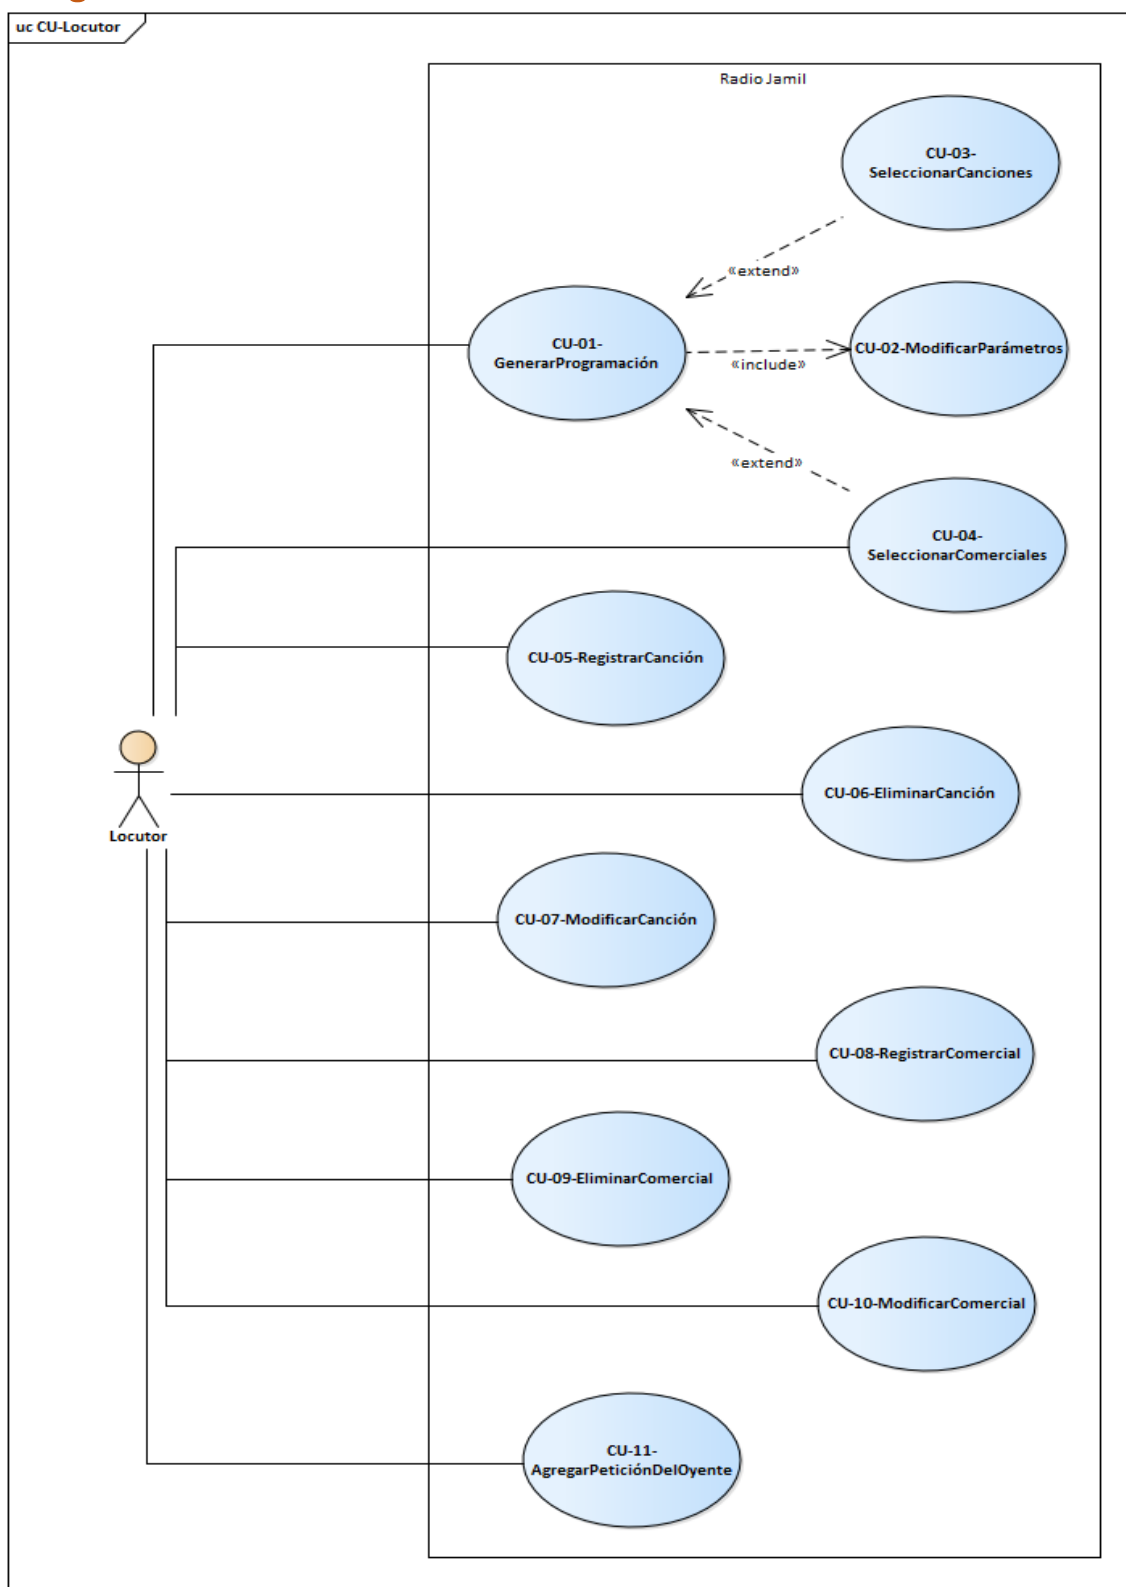 uc CU-Locutor
Radio Jamil
CU-03-
SeleccionarCanciones
«extend»
CU-01-
GenerarProgramación
CU-02-ModificarParámetros
«include»
«extend»
CU-04-
SeleccionarComerciales
CU-05-RegistrarCanción
CU-06-EliminarCanción
Locutor
CU-07-ModificarCanción
CU-08-RegistrarComercial
CU-09-EliminarComercial
CU-10-ModificarComercial
CU-11-
AgregarPeticiónDelOyente